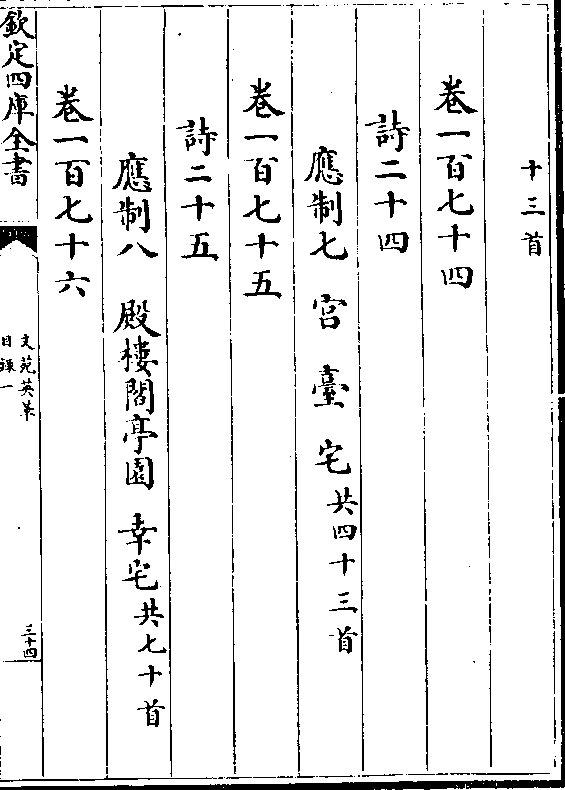 十三首
卷一百七十四
詩二十四
應制七 宮 臺 宅共四十三首
卷一百七十五
詩二十五
應制八 殿樓閣亭園 幸宅共七十首
卷一百七十六
欽定四庫全書
文苑英華
目録一
三十四